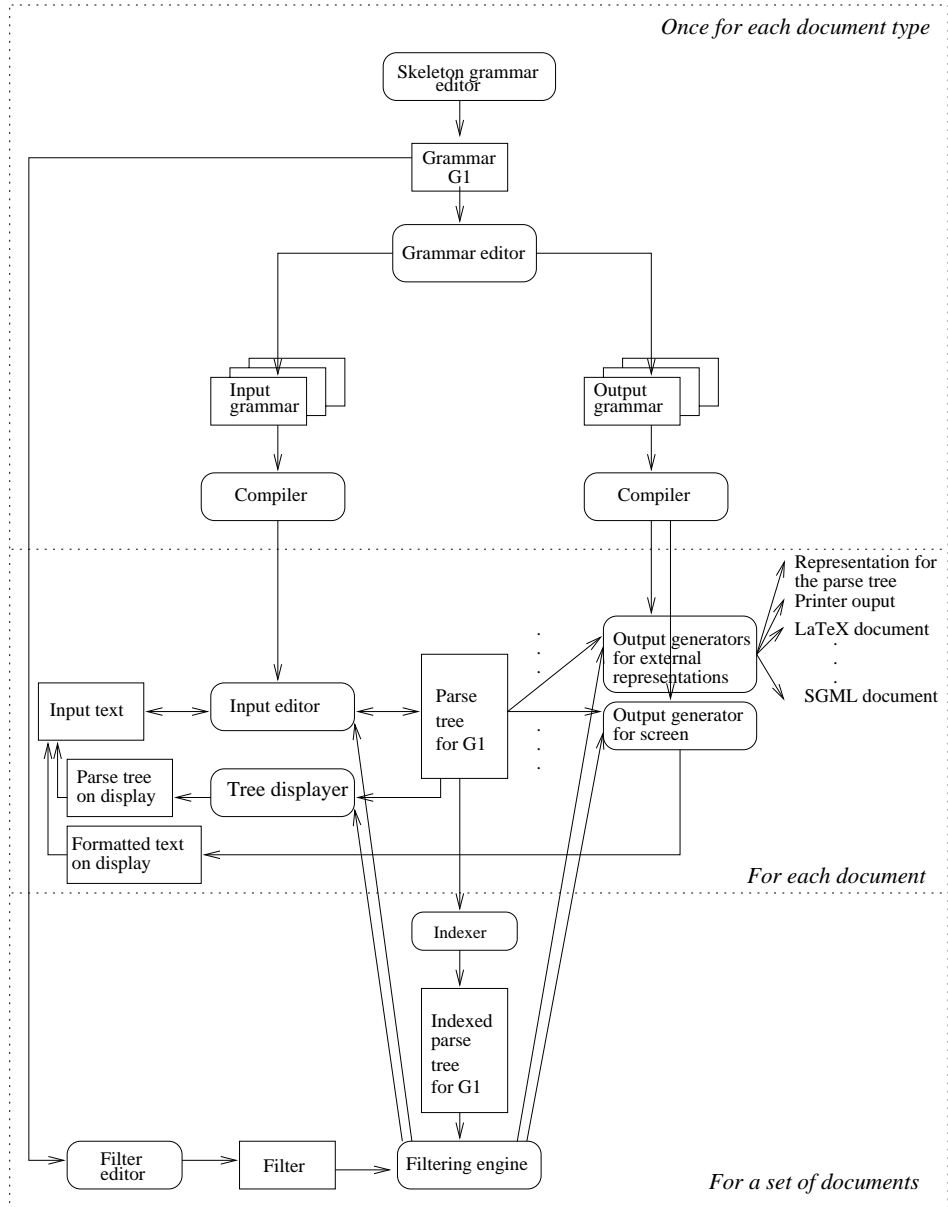 Once for each document type
Skeleton grammar
editor
Grammar
G1
Grammar editor
Input
grammar
Output
grammar
Compiler
Compiler
Representation for
the parse tree
Printer ouput
LaTeX document
.
.
.
SGML document
.
.
.
Output generators
for external
representations
Input text
Input editor
Parse
tree
for G1
Output generator
for screen
.
.
.
Parse tree
on display
Tree displayer
Formatted text
on display
For each document
Indexer
Indexed
parse
tree
for G1
Filter
editor
Filter
Filtering engine
For a set of documents